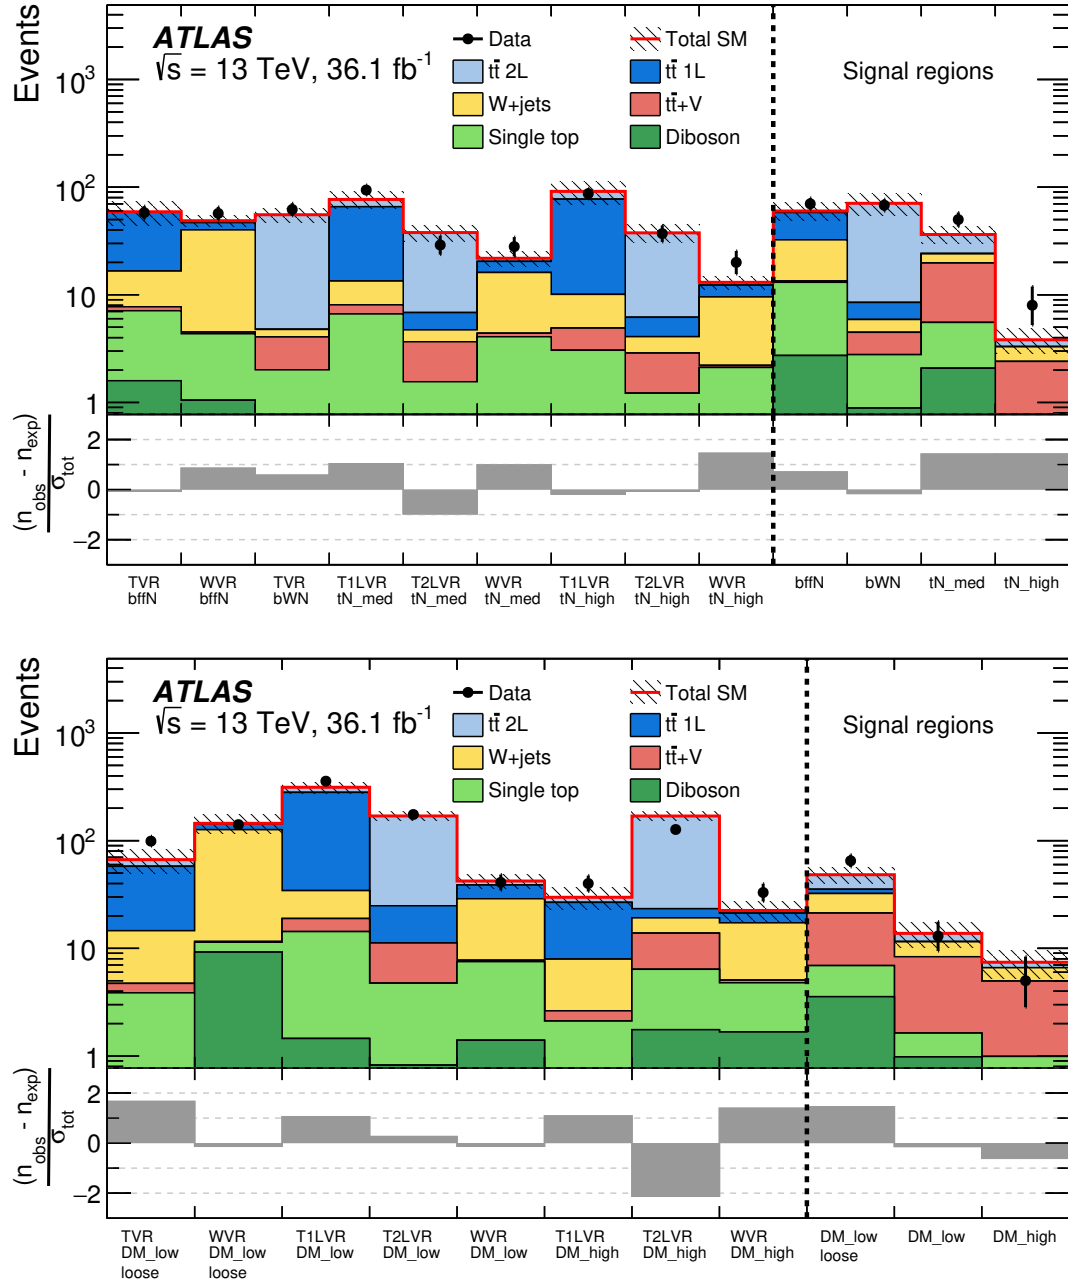 Events
10³
10²
10
1
ATLAS
√s = 13 TeV, 36.1 fb⁻¹
Data
Total SM
tt̄ 2L
tt̄ 1L
W+jets
tt̄+V
Single top
Diboson
Signal regions
(n_obs - n_exp)
σ_tot
2
0
−2
TVR WVR TVR T1LVR T2LVR WVR T1LVR T2LVR WVR bffN bWN tN_med tN_high
bffN bffN bWN tN_med tN_med tN_med tN_high tN_high tN_high
Events
10³
10²
10
1
ATLAS
√s = 13 TeV, 36.1 fb⁻¹
Data
Total SM
tt̄ 2L
tt̄ 1L
W+jets
tt̄+V
Single top
Diboson
Signal regions
(n_obs - n_exp)
σ_tot
2
0
−2
TVR WVR T1LVR T2LVR WVR T1LVR T2LVR WVR DM_low DM_low DM_high
DM_low DM_low DM_low DM_low DM_low DM_high DM_high DM_high loose
loose loose